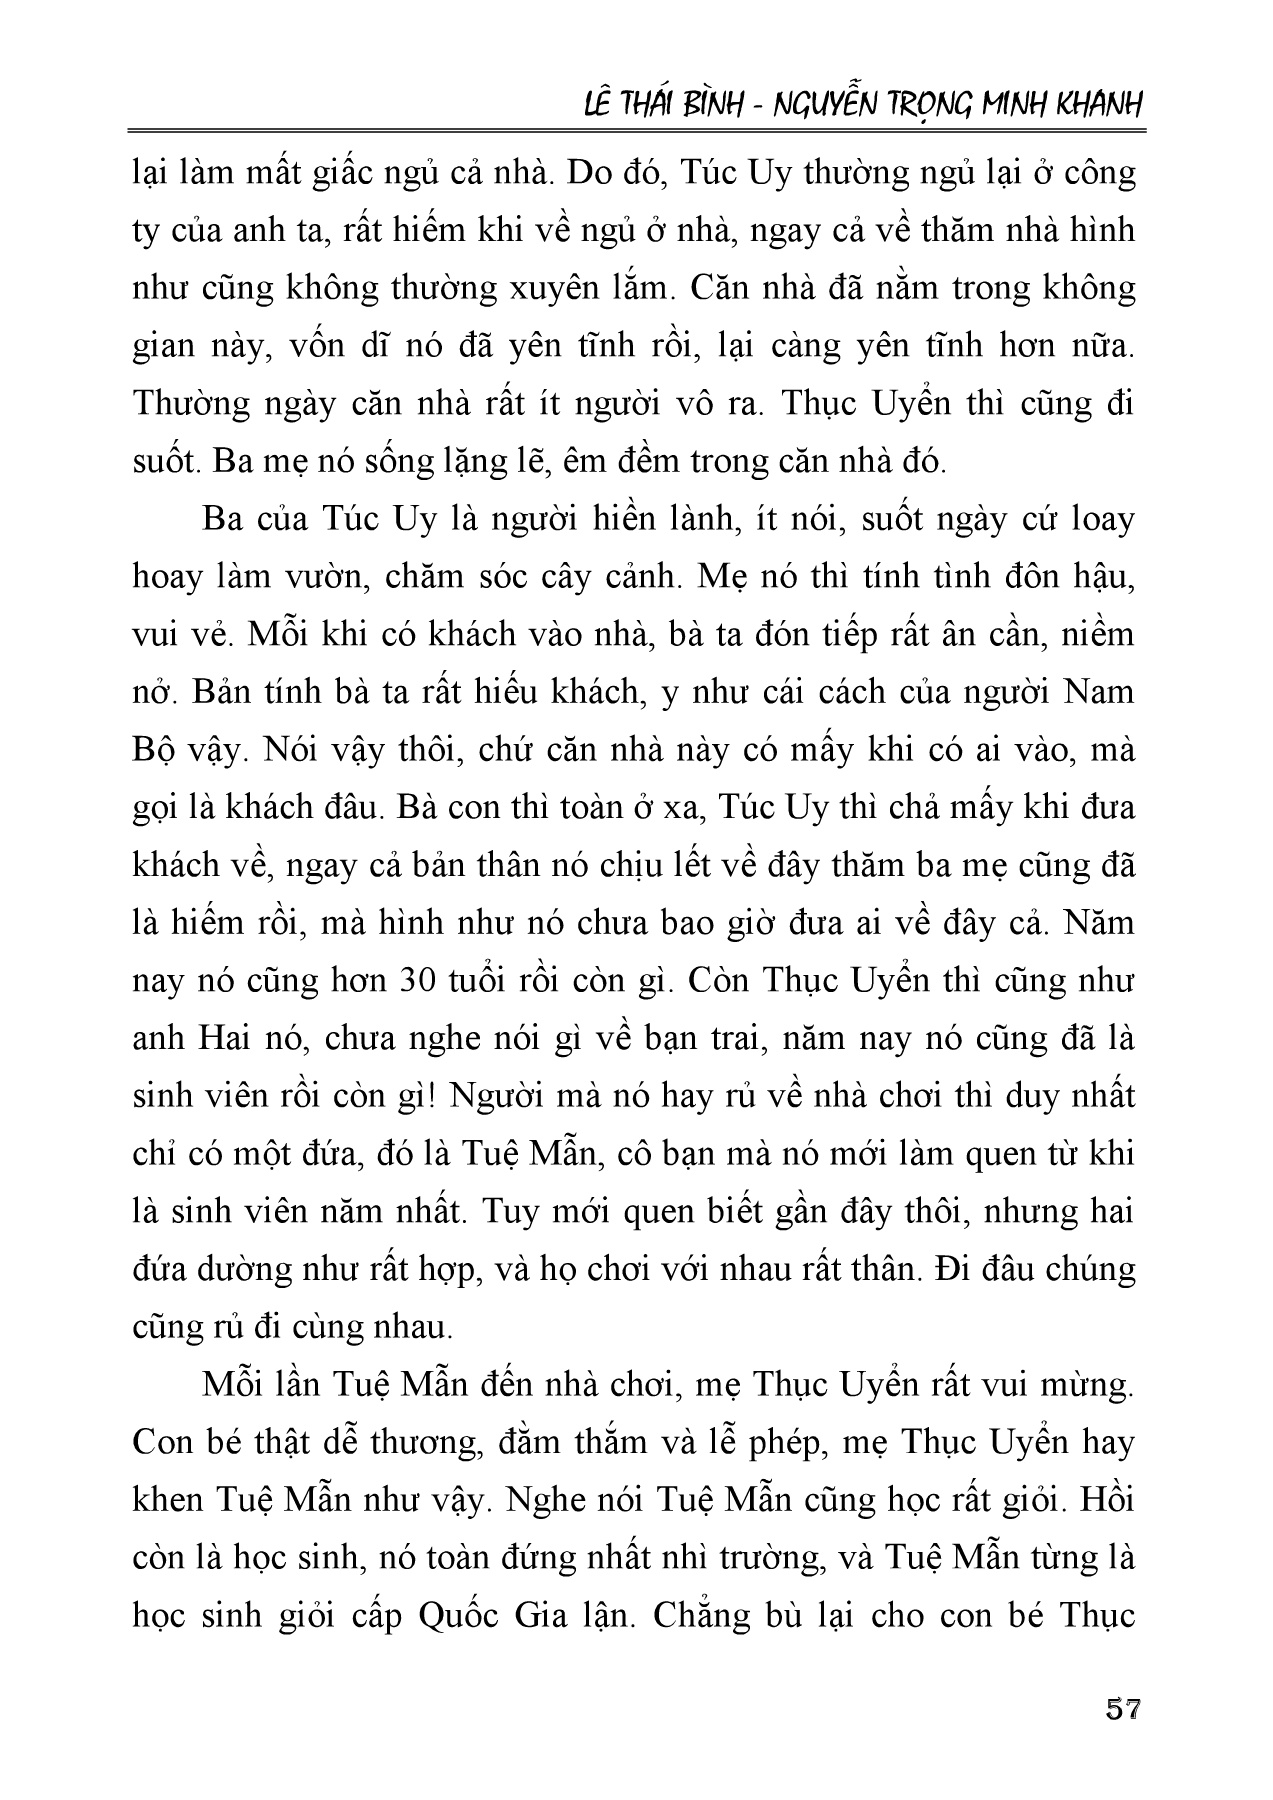 LÊ THÁI BÌNH - NGUYỄN TRỌNG MINH KHANH
lại làm mất giấc ngủ cả nhà. Do đó, Túc Uy thường ngủ lại ở công
ty của anh ta, rất hiếm khi về ngủ ở nhà, ngay cả về thăm nhà hình
như cũng không thường xuyên lắm. Căn nhà đã nằm trong không
gian này, vốn dĩ nó đã yên tĩnh rồi, lại càng yên tĩnh hơn nữa.
Thường ngày căn nhà rất ít người vô ra. Thục Uyển thì cũng đi
suốt. Ba mẹ nó sống lặng lẽ, êm đềm trong căn nhà đó.
Ba của Túc Uy là người hiền lành, ít nói, suốt ngày cứ loay
hoay làm vườn, chăm sóc cây cảnh. Mẹ nó thì tính tình đôn hậu,
vui vẻ. Mỗi khi có khách vào nhà, bà ta đón tiếp rất ân cần, niềm
nở. Bản tính bà ta rất hiếu khách, y như cái cách của người Nam
Bộ vậy. Nói vậy thôi, chứ căn nhà này có mấy khi có ai vào, mà
gọi là khách đâu. Bà con thì toàn ở xa, Túc Uy thì chả mấy khi đưa
khách về, ngay cả bản thân nó chịu lết về đây thăm ba mẹ cũng đã
là hiếm rồi, mà hình như nó chưa bao giờ đưa ai về đây cả. Năm
nay nó cũng hơn 30 tuổi rồi còn gì. Còn Thục Uyển thì cũng như
anh Hai nó, chưa nghe nói gì về bạn trai, năm nay nó cũng đã là
sinh viên rồi còn gì! Người mà nó hay rủ về nhà chơi thì duy nhất
chỉ có một đứa, đó là Tuệ Mẫn, cô bạn mà nó mới làm quen từ khi
là sinh viên năm nhất. Tuy mới quen biết gần đây thôi, nhưng hai
đứa dường như rất hợp, và họ chơi với nhau rất thân. Đi đâu chúng
cũng rủ đi cùng nhau.
Mỗi lần Tuệ Mẫn đến nhà chơi, mẹ Thục Uyển rất vui mừng.
Con bé thật dễ thương, đằm thắm và lễ phép, mẹ Thục Uyển hay
khen Tuệ Mẫn như vậy. Nghe nói Tuệ Mẫn cũng học rất giỏi. Hồi
còn là học sinh, nó toàn đứng nhất nhì trường, và Tuệ Mẫn từng là
học sinh giỏi cấp Quốc Gia lận. Chẳng bù lại cho con bé Thục
57